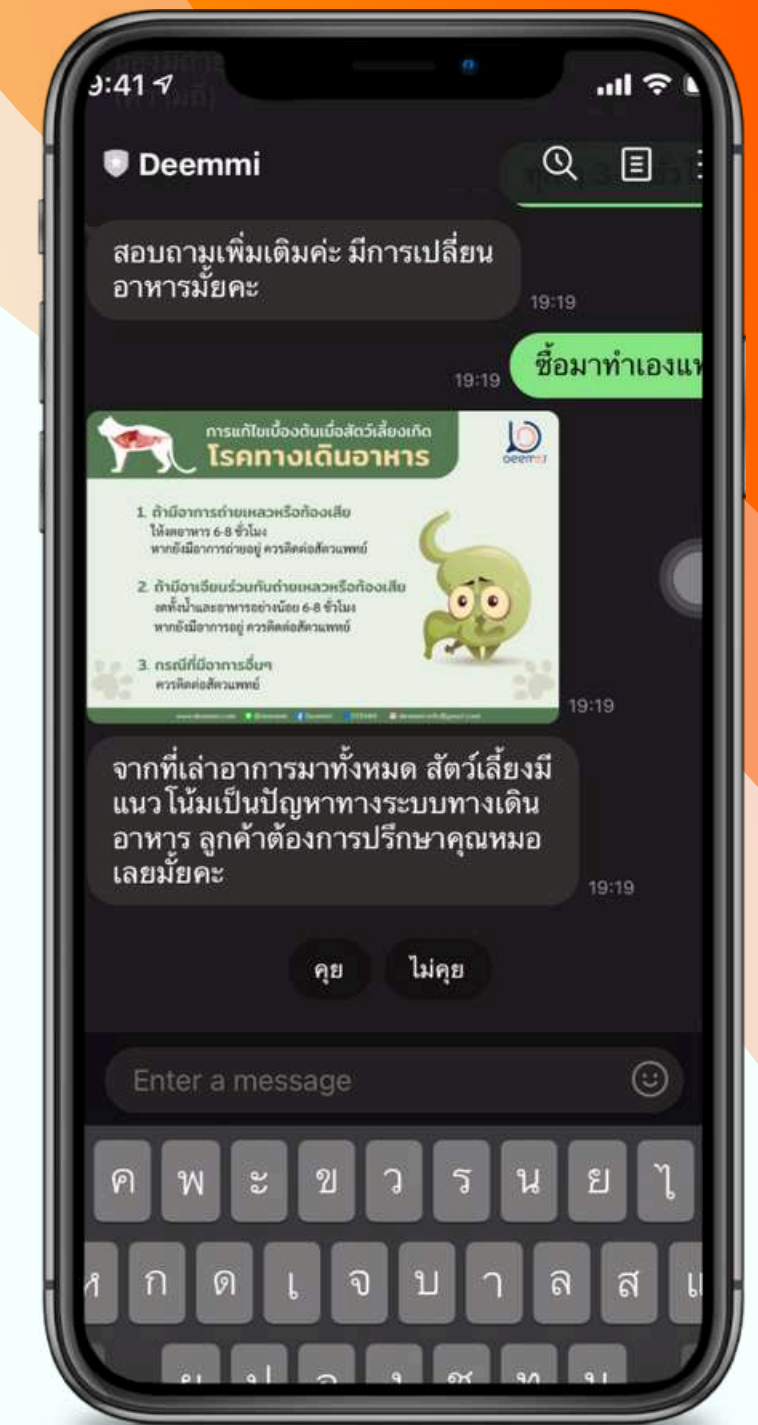 9:41
Deemmi
สอบถามเพิ่มเติมค่ะ มีการเปลี่ยน
อาหารมั้ยคะ
19:19
19:19
ซื้อมาทำเองแท
การแก้ไขเบื้องต้นเมื่อสัตว์เลี้ยงเกิด
โรคทางเดินอาหาร
Deemmi
1. ถ้ามีอาการถ่ายเหลวหรือท้องเสีย
ให้งดอาหาร 6-8 ชั่วโมง
หากยังมีอาการถ่ายอยู่ ควรติดต่อสัตวแพทย์
2. ถ้ามีอาเจียนร่วมกับถ่ายเหลวหรือท้องเสีย
งดทั้งน้ำและอาหารอย่างน้อย 6-8 ชั่วโมง
หากยังมีอาการอยู่ ควรติดต่อสัตวแพทย์
3. กรณีที่มีอาการอื่นๆ
ควรติดต่อสัตวแพทย์
19:19
จากที่เล่าอาการมาทั้งหมด สัตว์เลี้ยงมี
แนวโน้มเป็นปัญหาทางระบบทางเดิน
อาหาร ลูกค้าต้องการปรึกษาคุณหมอ
เลยมั้ยคะ
19:19
คุย ไม่คุย
Enter a message
ค พ ะ ข ว ร น ย ไ
ห ก ด เ จ บ า ล ส แ